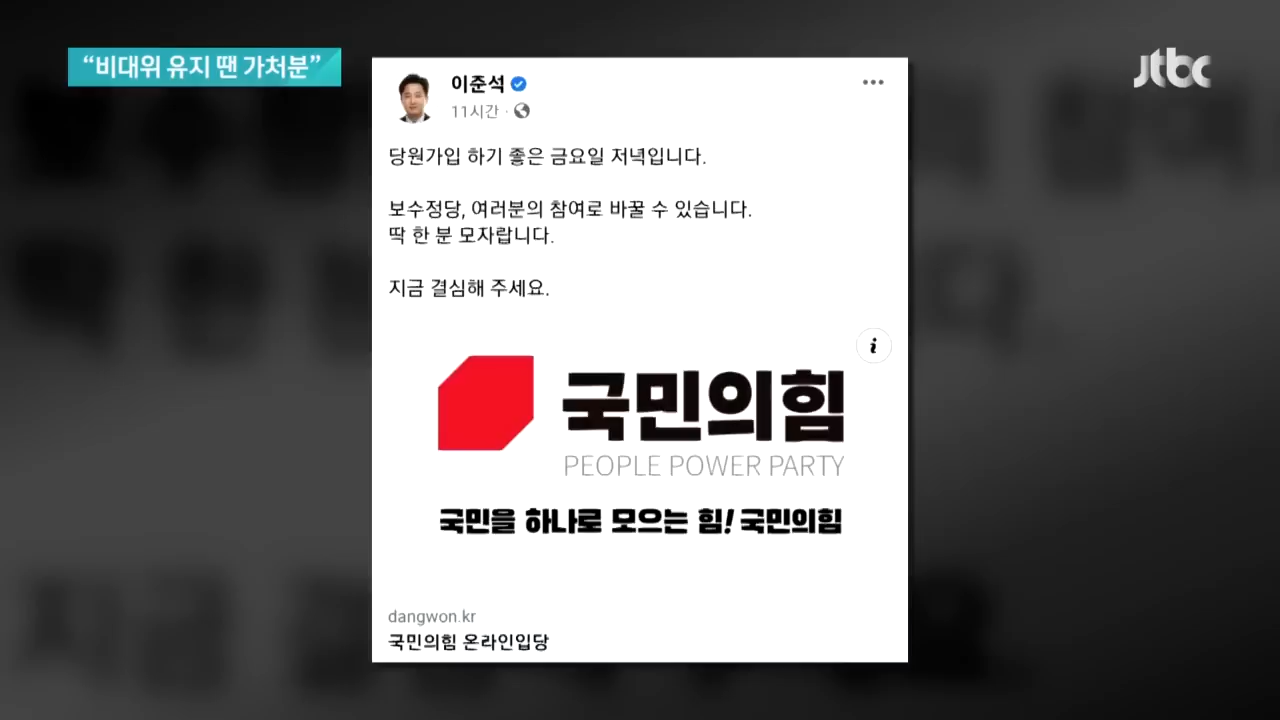 “비대위 유지 땐 가처분”
jtbc
이준석
11시간 ·
당원가입 하기 좋은 금요일 저녁입니다.
보수정당, 여러분의 참여로 바꿀 수 있습니다.
딱 한 분 모자랍니다.
지금 결심해 주세요.
국민의힘
PEOPLE POWER PARTY
국민을 하나로 모으는 힘! 국민의힘
dangwon.kr
국민의힘 온라인입당